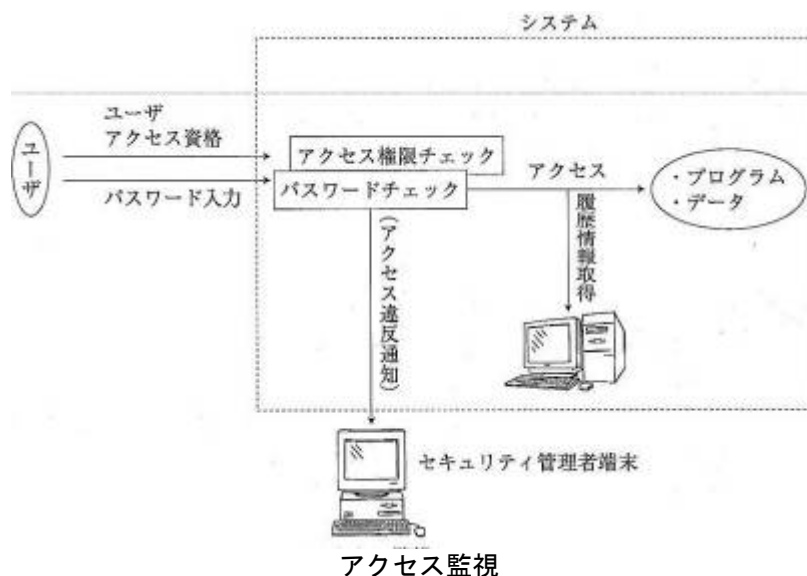 システム
ユーザ
アクセス資格
ユーザ
アクセス権限チェック
パスワード入力
パスワードチェック
アクセス
・プログラム
・データ
(アクセス違反通知)
履歴情報取得
セキュリティ管理者端末
アクセス監視